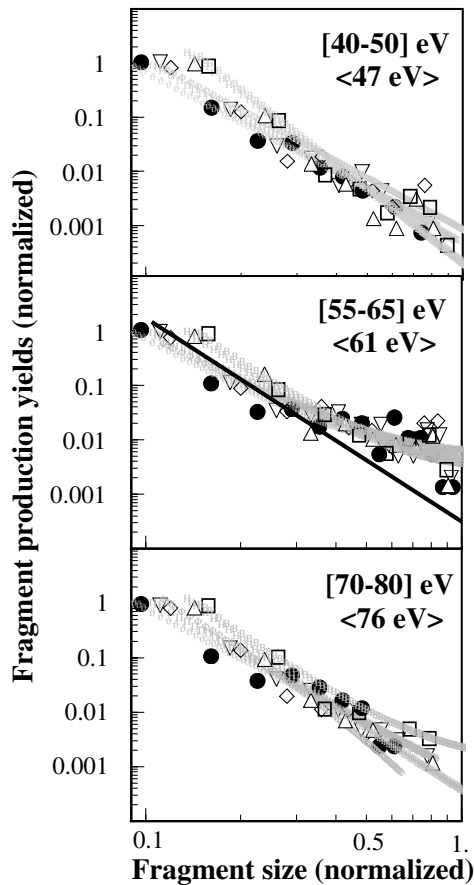 [40-50] eV
<47 eV>
1
0.1
0.01
0.001
[55-65] eV
<61 eV>
1
0.1
0.01
0.001
[70-80] eV
<76 eV>
1
0.1
0.01
0.001
0.1
0.5
1.
Fragment size (normalized)
Fragment production yields (normalized)